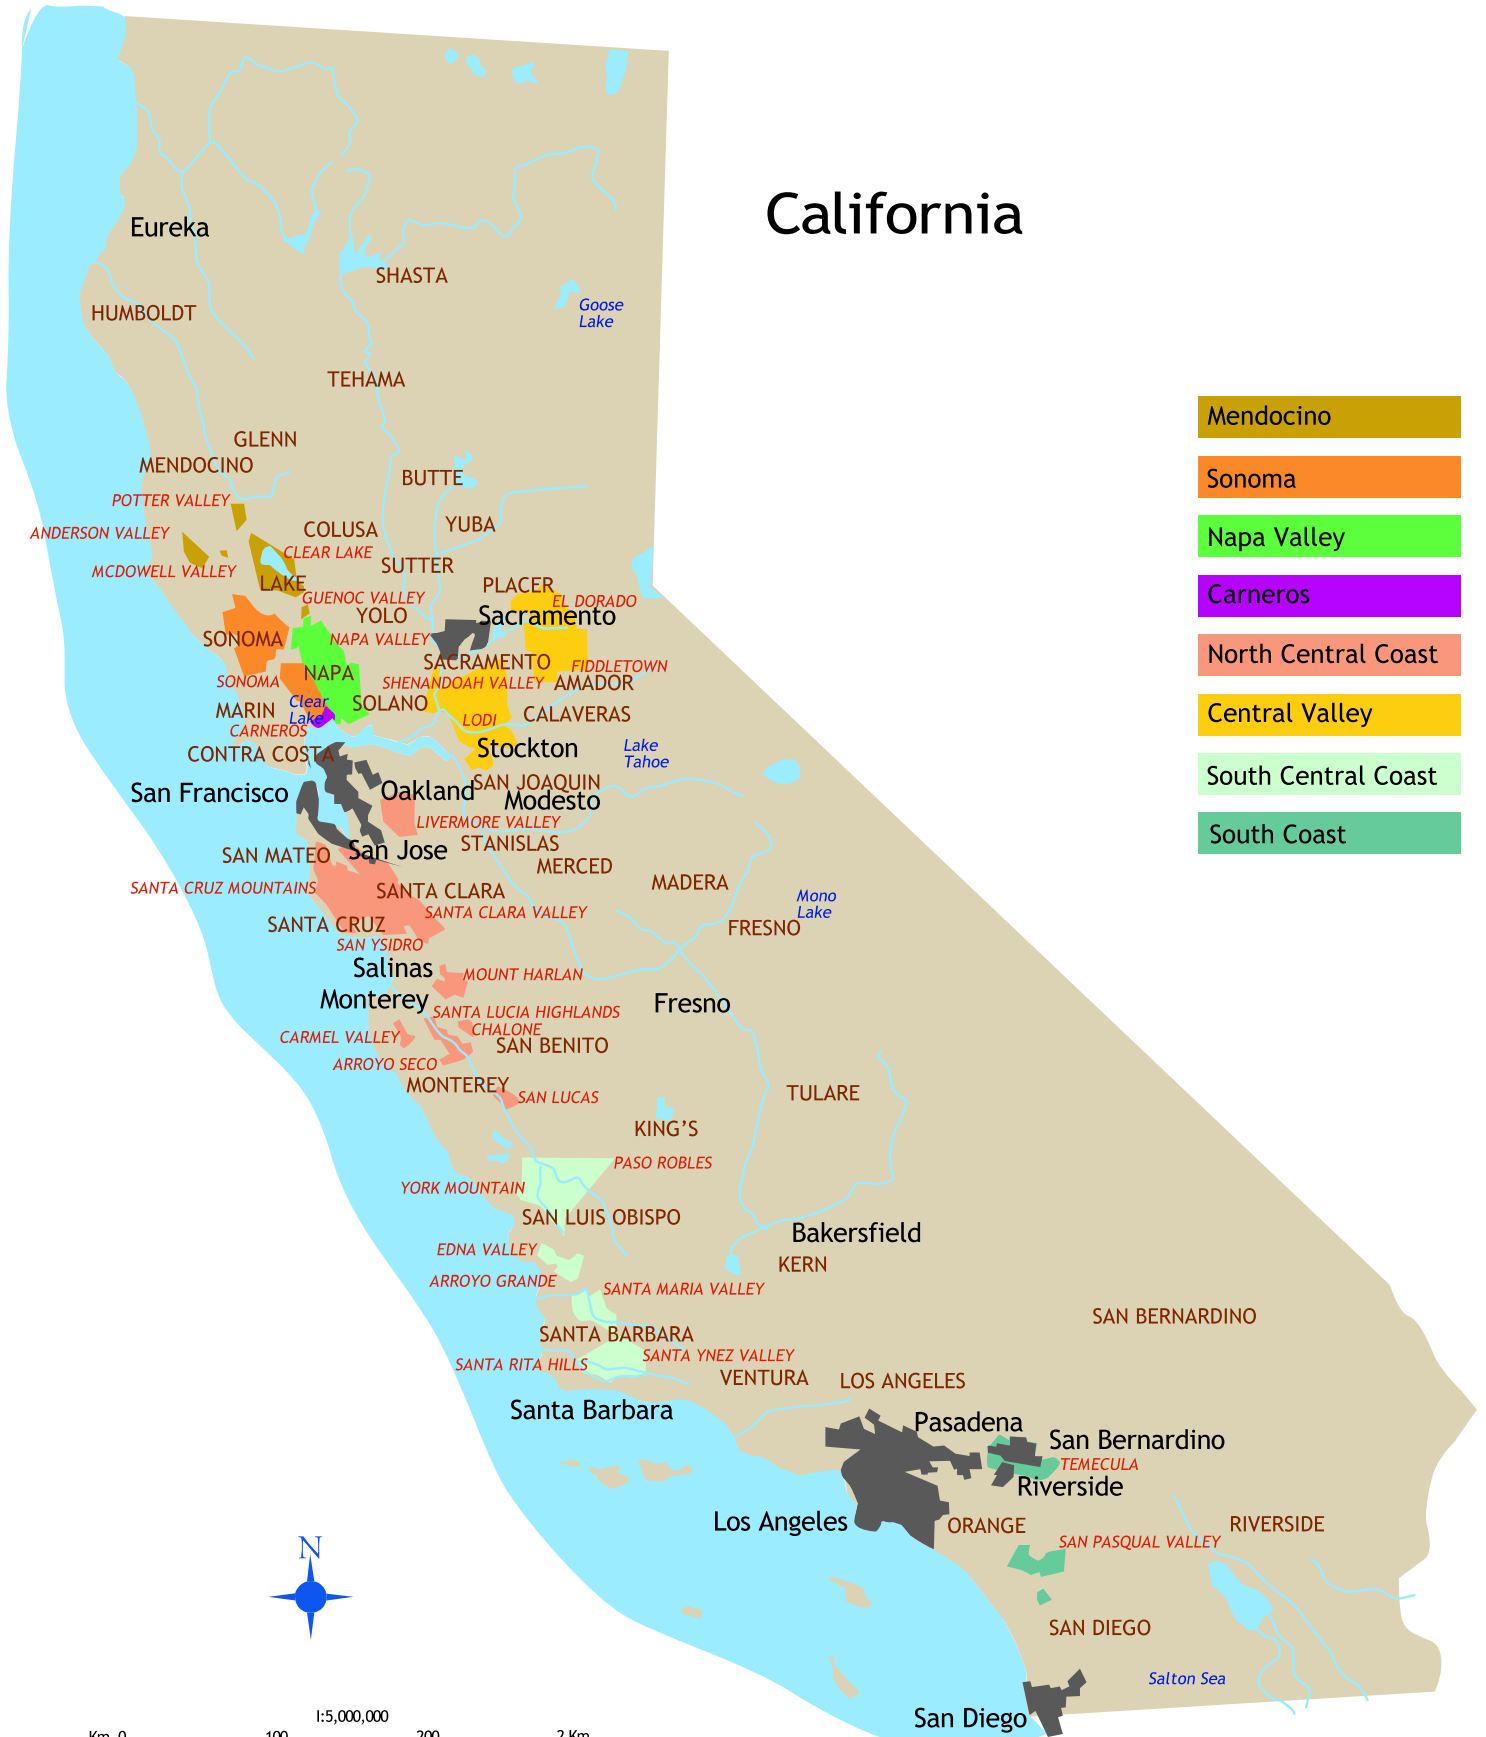 California
Eureka
SHASTA
Goose
Lake
HUMBOLDT
TEHAMA
GLENN
MENDOCINO
BUTTE
POTTER VALLEY
YUBA
COLUSA
ANDERSON VALLEY
CLEAR LAKE
SUTTER
MCDOWELL VALLEY
LAKE
PLACER
GUENOC VALLEY
EL DORADO
YOLO
Sacramento
SONOMA
NAPA VALLEY
SACRAMENTO
FIDDLETOWN
NAPA
SONOMA
SHENANDOAH VALLEY
AMADOR
Clear
Lake
SOLANO
MARIN
CALAVERAS
LODI
CARNEROS
CONTRA COSTA
Stockton
Lake
Tahoe
SAN JOAQUIN
San Francisco
Oakland
Modesto
LIVERMORE VALLEY
STANISLAS
San Jose
SAN MATEO
MERCED
MADERA
SANTA CRUZ MOUNTAINS
SANTA CLARA
Mono
Lake
SANTA CLARA VALLEY
SANTA CRUZ
FRESNO
SAN YSIDRO
Salinas
MOUNT HARLAN
Monterey
Fresno
SANTA LUCIA HIGHLANDS
CHALONE
CARMEL VALLEY
SAN BENITO
ARROYO SECO
MONTEREY
TULARE
SAN LUCAS
KING'S
PASO ROBLES
YORK MOUNTAIN
SAN LUIS OBISPO
Bakersfield
EDNA VALLEY
KERN
ARROYO GRANDE
SANTA MARIA VALLEY
SAN BERNARDINO
SANTA BARBARA
SANTA YNEZ VALLEY
SANTA RITA HILLS
VENTURA
LOS ANGELES
Santa Barbara
Pasadena
San Bernardino
TEMECULA
Riverside
Los Angeles
ORANGE
RIVERSIDE
SAN PASQUAL VALLEY
SAN DIEGO
Salton Sea
San Diego
Mendocino
Sonoma
Napa Valley
Carneros
North Central Coast
Central Valley
South Central Coast
South Coast
N
1:5,000,000
Km 0 100 200 2 Km